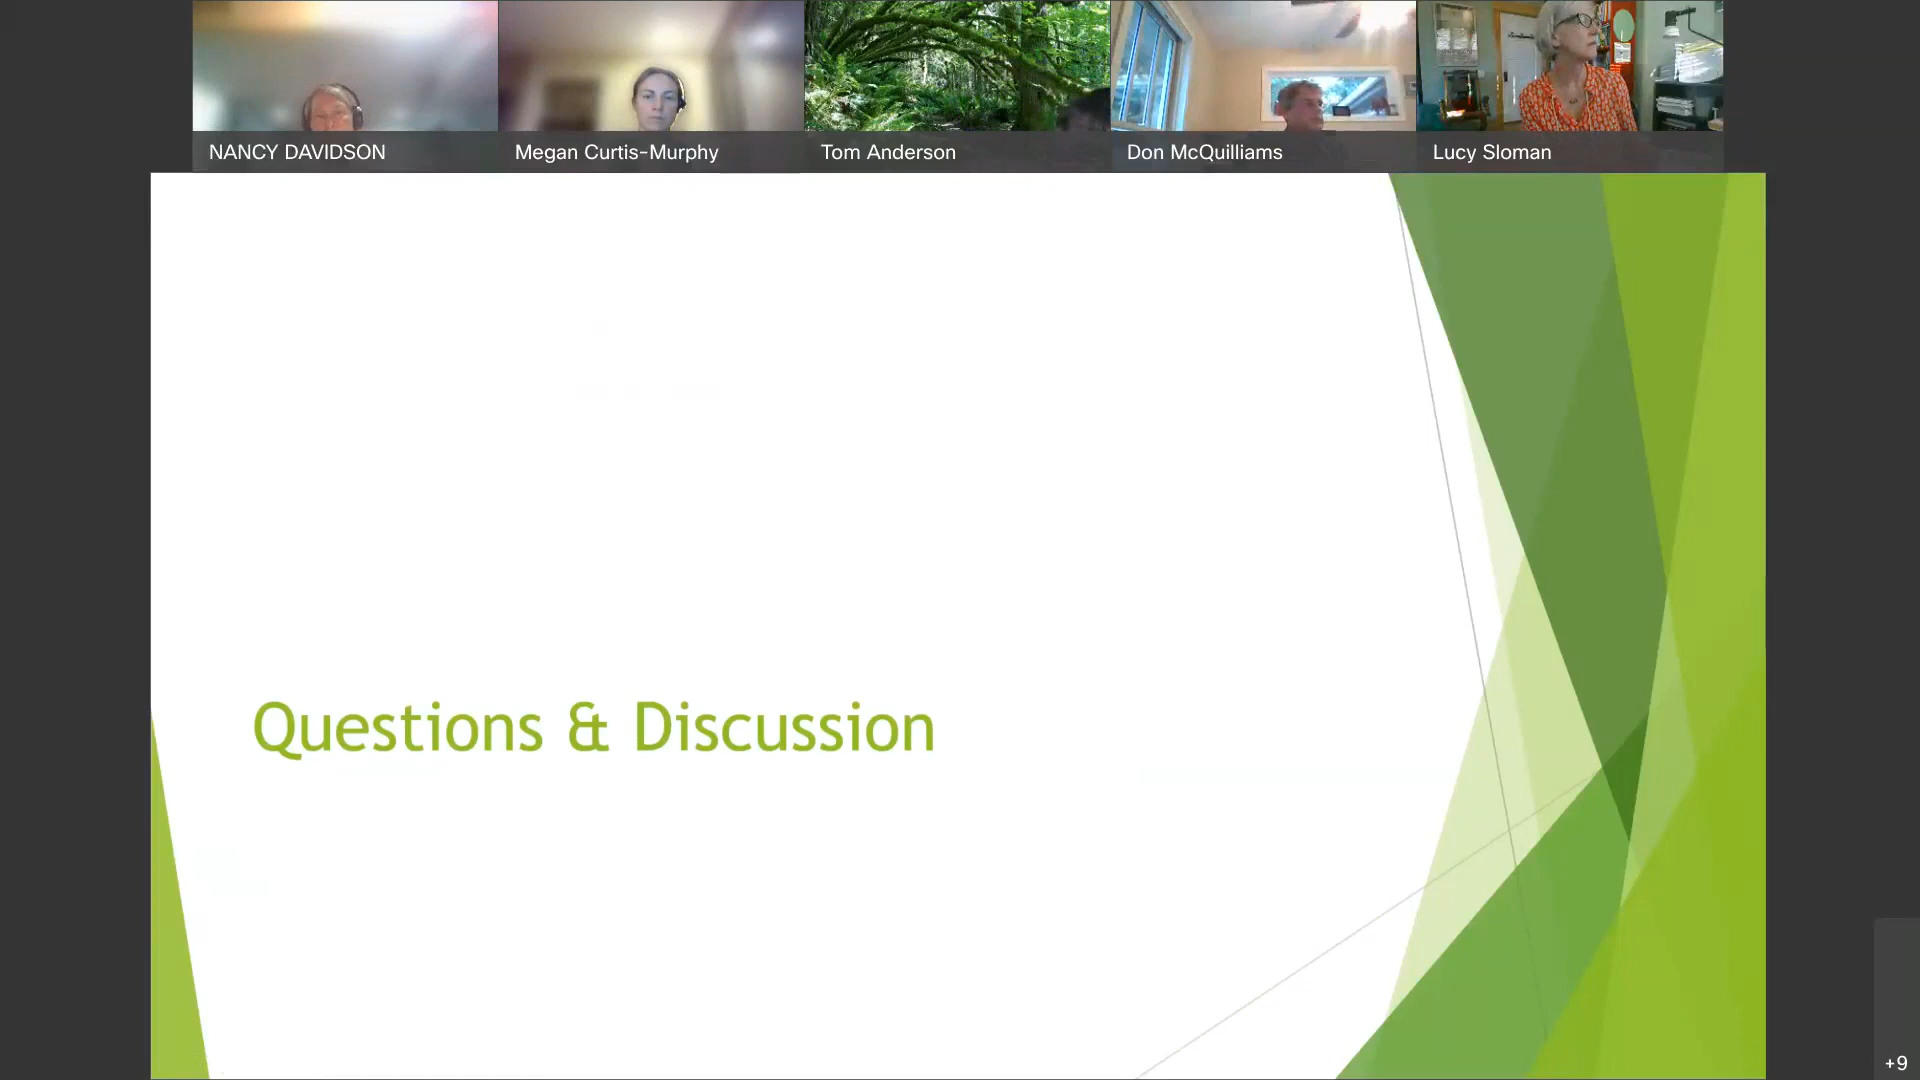 NANCY DAVIDSON
Megan Curtis-Murphy
Tom Anderson
Don McQuilliams
Lucy Sloman
Questions & Discussion
+9